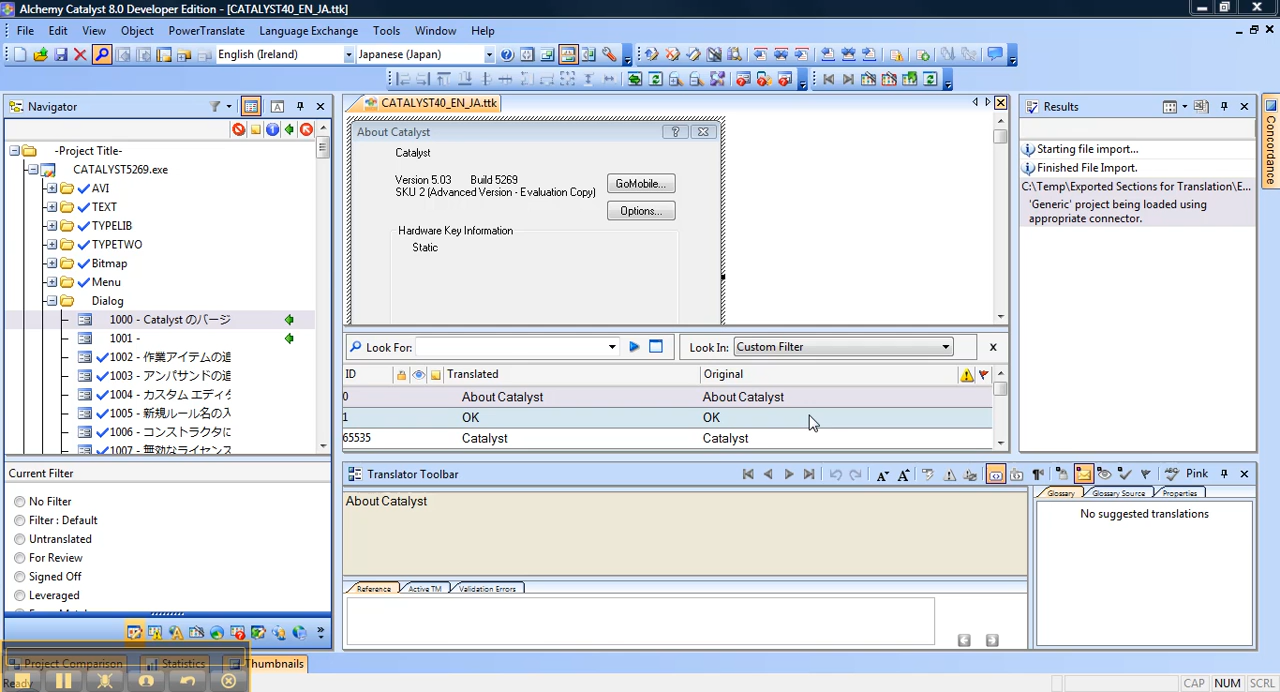 Alchemy Catalyst 8.0 Developer Edition - [CATALYST40_EN_JA.ttk]
File Edit View Object PowerTranslate Language Exchange Tools Window Help
English (Ireland) Japanese (Japan)
Navigator
-Project Title-
CATALYST5269.exe
AVI
TEXT
TYPELIB
TYPETWO
Bitmap
Menu
Dialog
1000 - Catalyst のバージ
1001 -
1002 - 作業アイテムの追
1003 - アンパサンドの追
1004 - カスタム エディタ
1005 - 新規ルール名の入
1006 - コンストラクタに
1007 - 無効なライセンス
Current Filter
No Filter
Filter : Default
Untranslated
For Review
Signed Off
Leveraged
Project Comparison Statistics Thumbnails
Ready
CATALYST40_EN_JA.ttk
About Catalyst
Catalyst
Version 5.03 Build 5269
SKU 2 (Advanced Version - Evaluation Copy)
GoMobile...
Options...
Hardware Key Information
Static
Look For: Look In: Custom Filter
ID Translated Original
0 About Catalyst About Catalyst
1 OK OK
65535 Catalyst Catalyst
Translator Toolbar
Pink
About Catalyst
Reference Active TM Validation Errors
Glossary Glossary Source Properties
No suggested translations
Results
Starting file import...
Finished File Import.
C:\Temp\Exported Sections for Translation\E...
'Generic' project being loaded using
appropriate connector.
Concordance
CAP NUM SCRL